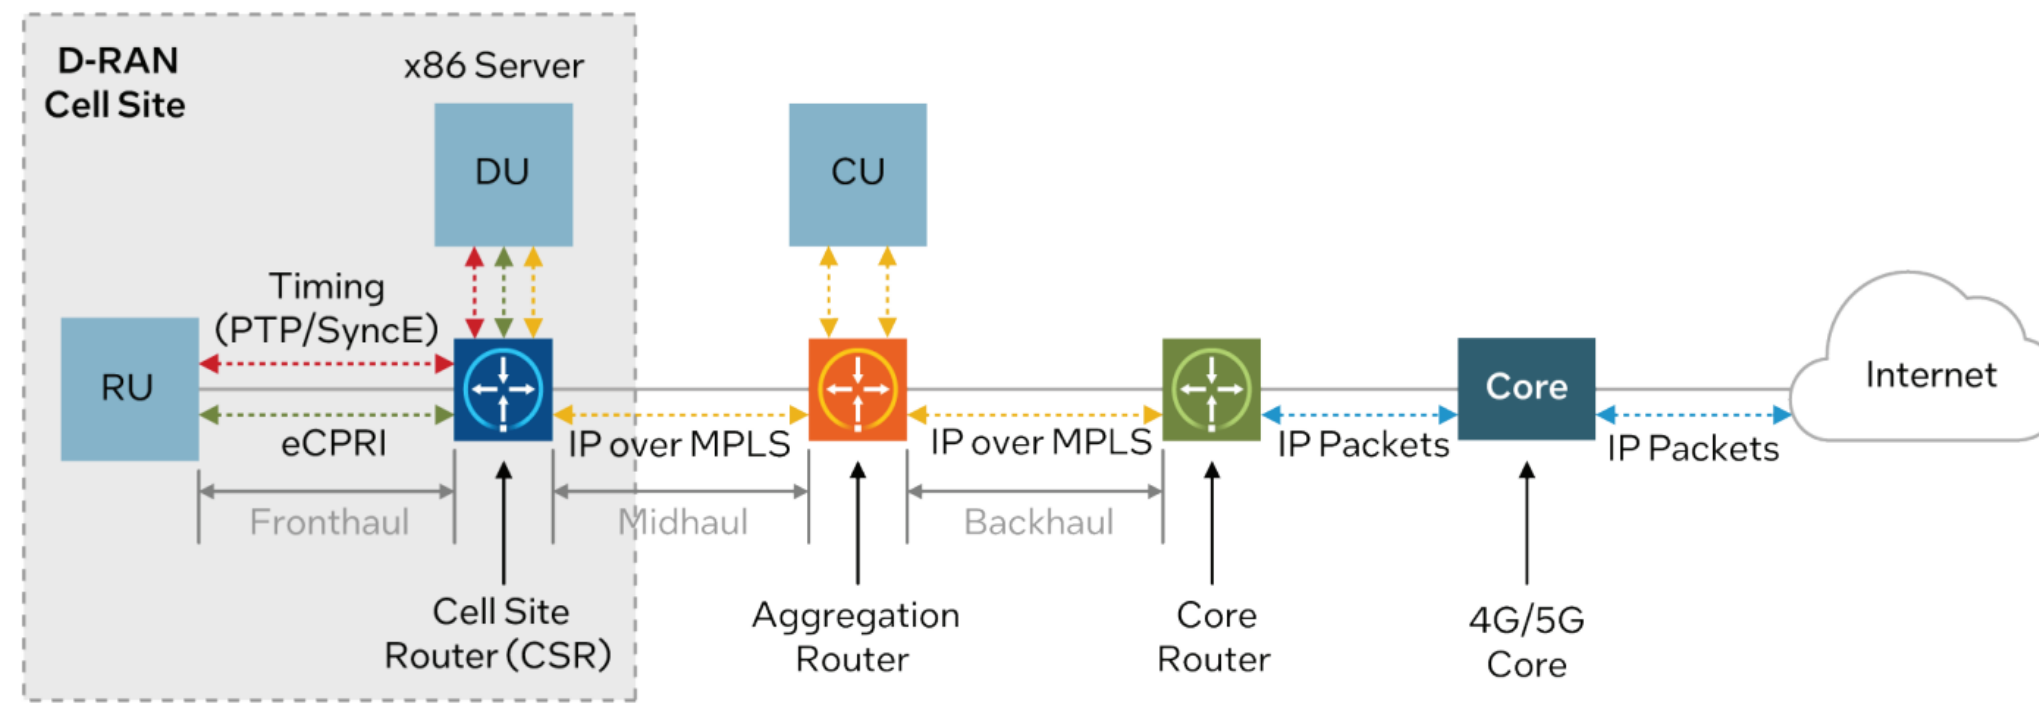 D-RAN
Cell Site
x86 Server
DU
CU
Timing
(PTP/SyncE)
RU
eCPRI
IP over MPLS
IP over MPLS
Core
IP Packets
IP Packets
Internet
Fronthaul
Midhaul
Backhaul
Cell Site
Router (CSR)
Aggregation
Router
Core
Router
4G/5G
Core